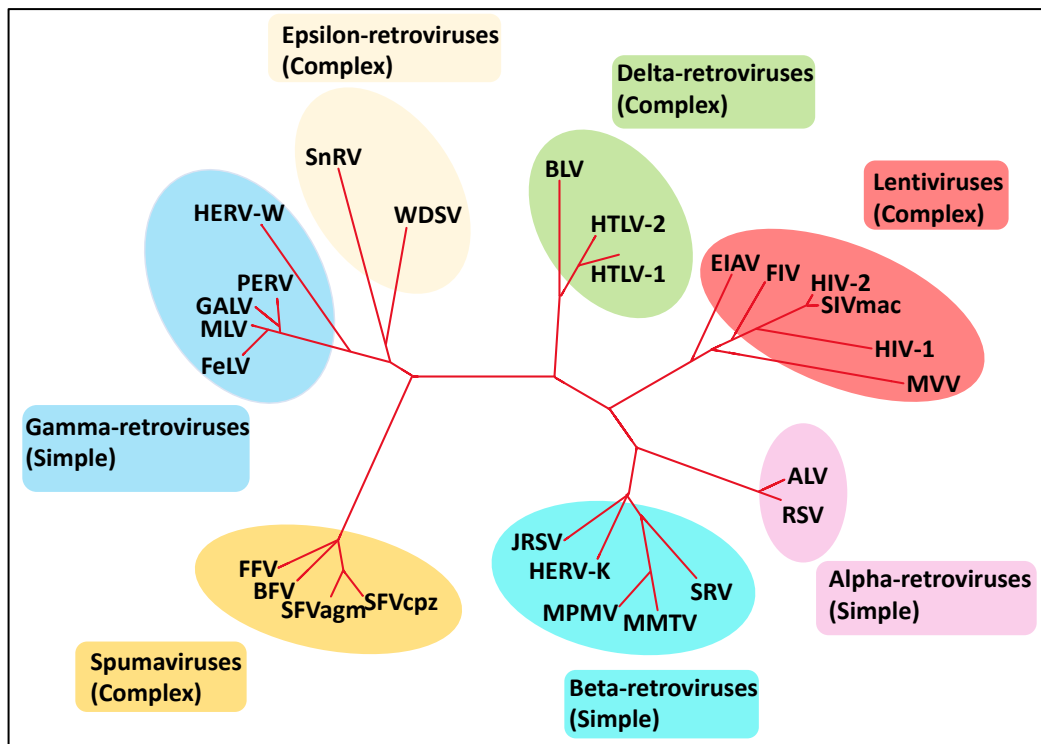 Epsilon-retroviruses
(Complex)
SnRV
WDSV
Delta-retroviruses
(Complex)
BLV
HTLV-2
HTLV-1
Lentiviruses
(Complex)
EIAV
FIV
HIV-2
SIVmac
HIV-1
MVV
HERV-W
PERV
GALV
MLV
FeLV
Gamma-retroviruses
(Simple)
ALV
RSV
Alpha-retroviruses
(Simple)
JRSV
HERV-K
MPMV
MMTV
SRV
Beta-retroviruses
(Simple)
FFV
BFV
SFVagm
SFVcpz
Spumaviruses
(Complex)